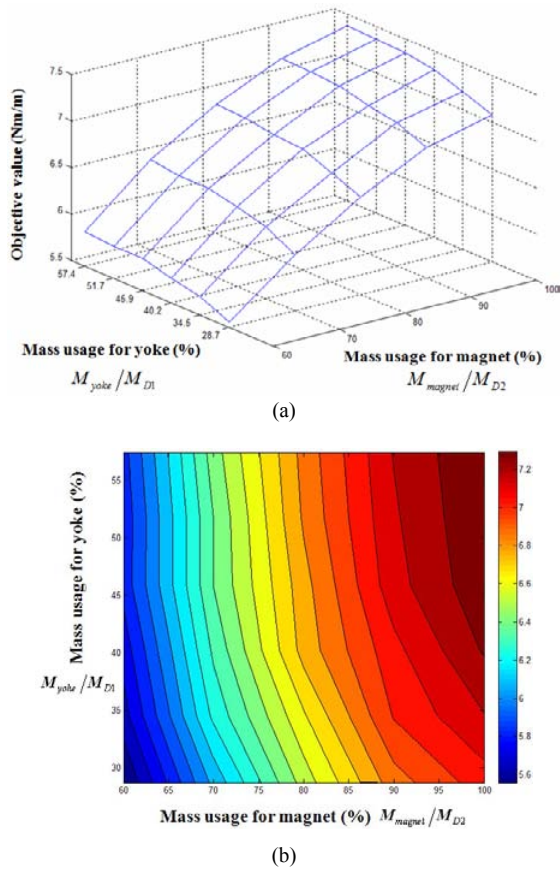 7.5
7
6.5
6
5.5
Objective value (Nm/m)
57.4
51.7
45.9
40.2
34.5
28.7
60
70
80
90
100
Mass usage for yoke (%)
M_yoke/M_D1
Mass usage for magnet (%)
M_magnet/M_D2
(a)
55
50
45
40
35
30
Mass usage for yoke (%)
M_yoke/M_D1
60 65 70 75 80 85 90 95 100
Mass usage for magnet (%) M_magnet/M_D2
7.2
7
6.8
6.6
6.4
6.2
6
5.8
5.6
(b)